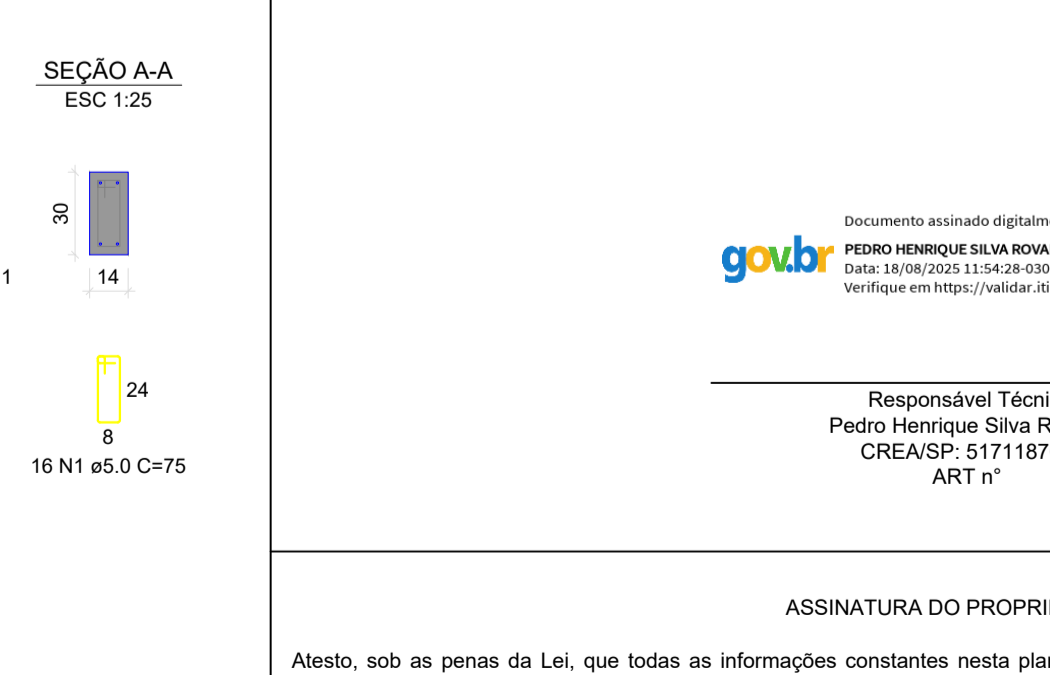 SEÇÃO A-A
ESC 1:25
30
1
14
24
8
16 N1 ø5.0 C=75
gov.br
Documento assinado digitalm
PEDRO HENRIQUE SILVA ROVA
Data: 18/08/2025 11:54:28-030
Verifique em https://validar.iti
Responsável Técni
Pedro Henrique Silva R
CREA/SP: 5171187
ART n°
ASSINATURA DO PROPRI
Atesto, sob as penas da Lei, que todas as informações constantes nesta plan